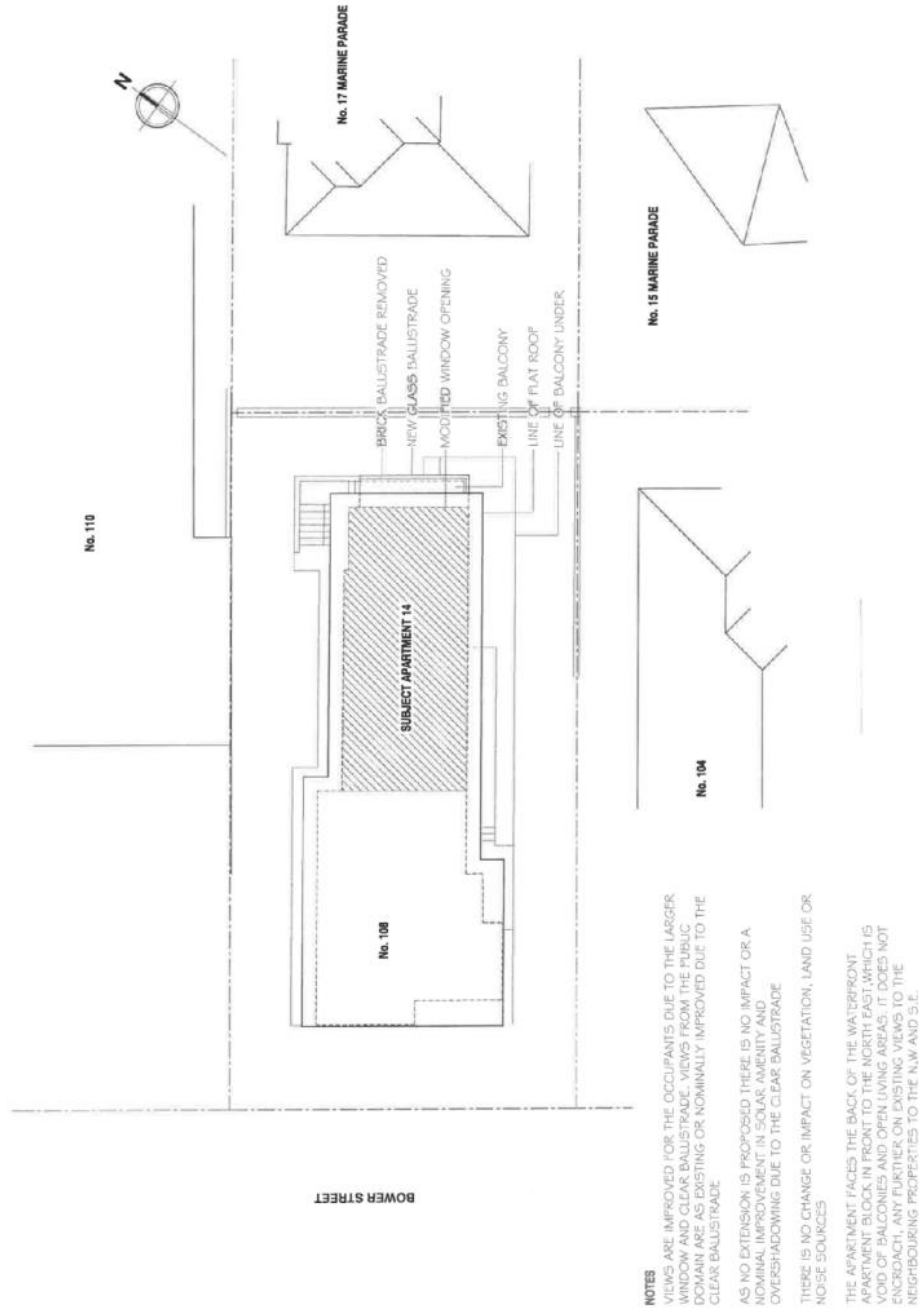 N
No. 17 MARINE PARADE
No. 110
BRICK BALUSTRADE REMOVED
NEW GLASS BALUSTRADE
MODIFIED WINDOW OPENING
EXISTING BALCONY
LINE OF FLAT ROOF
LINE OF BALCONY UNDER
No. 15 MARINE PARADE
SUBJECT APARTMENT 14
No. 108
No. 104
BOWER STREET
NOTES
VIEWS ARE IMPROVED FOR THE OCCUPANTS DUE TO THE LARGER
WINDOW AND CLEAR BALUSTRADE. VIEWS FROM THE PUBLIC
DOMAIN ARE AS EXISTING OR NOMINALLY IMPROVED DUE TO THE
CLEAR BALUSTRADE
AS NO EXTENSION IS PROPOSED THERE IS NO IMPACT OR A
NOMINAL IMPROVEMENT IN SOLAR AMENITY AND
OVERSHADOWING DUE TO THE CLEAR BALUSTRADE
THERE IS NO CHANGE OR IMPACT ON VEGETATION, LAND USE OR
NOISE SOURCES
THE APARTMENT FACES THE BACK OF THE WATERFRONT
APARTMENT BLOCK IN FRONT TO THE NORTH EAST, WHICH IS
VOID OF BALCONIES AND OPEN LIVING AREAS. IT DOES NOT
ENCROACH, ANY FURTHER ON EXISTING VIEWS TO THE
NEIGHBOURING PROPERTIES TO THE N.W AND S.E.